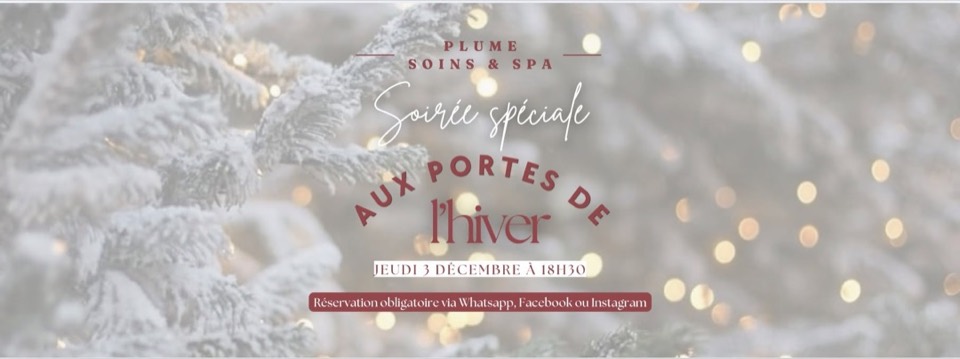 PLUME
SOINS & SPA
Soirée spéciale
AUX PORTES DE
l'hiver
JEUDI 3 DÉCEMBRE À 18H30
Réservation obligatoire via Whatsapp, Facebook ou Instagram